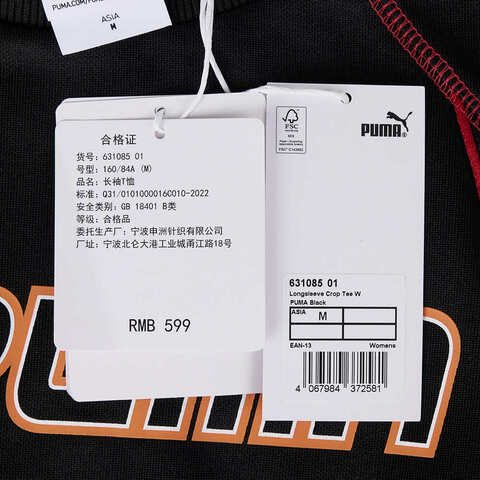 PUMA.COM
ASIA
M
合格证
货号: 631085 01
号型: 160/84A (M)
品名: 长袖T恤
标准: Q31/0101000016C010-2022
安全类别: GB 18401 B类
等级: 合格品
委托生产厂: 宁波申洲针织有限公司
厂址: 宁波北仑大港工业城甬江路18号
RMB 599
FSC
MIX
FSC® C143693
PUMA
631085 01
Longsleeve Crop Tee W
PUMA Black
ASIA
M
EAN-13 Womens
4 067984 372581
PUMA